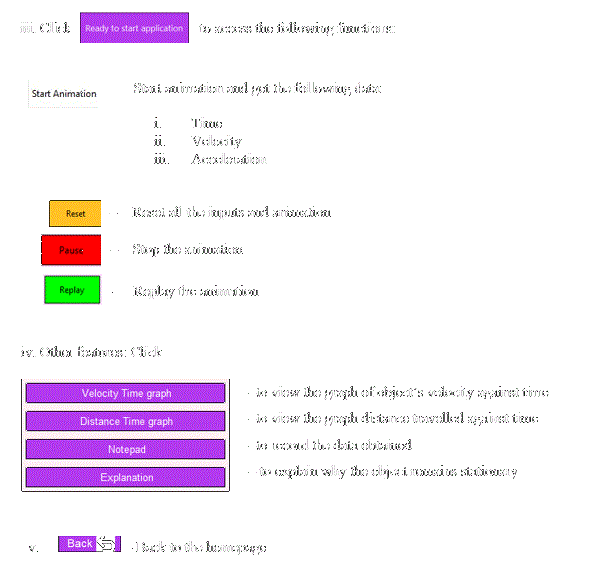 iii. Click Ready to start application to access the following functions:
Start Animation Start animation and get the following data:
i. Time
ii. Velocity
iii. Acceleration
Reset - Reset all the inputs and animation
Pause - Stop the animation
Replay - Replay the animation
iv. Other features: Click
Velocity Time graph - to view the graph of object's velocity against time
Distance Time graph - to view the graph distance travelled against time
Notepad - to record the data obtained
Explanation - to explain why the object remains stationary
v. Back - Back to the homepage